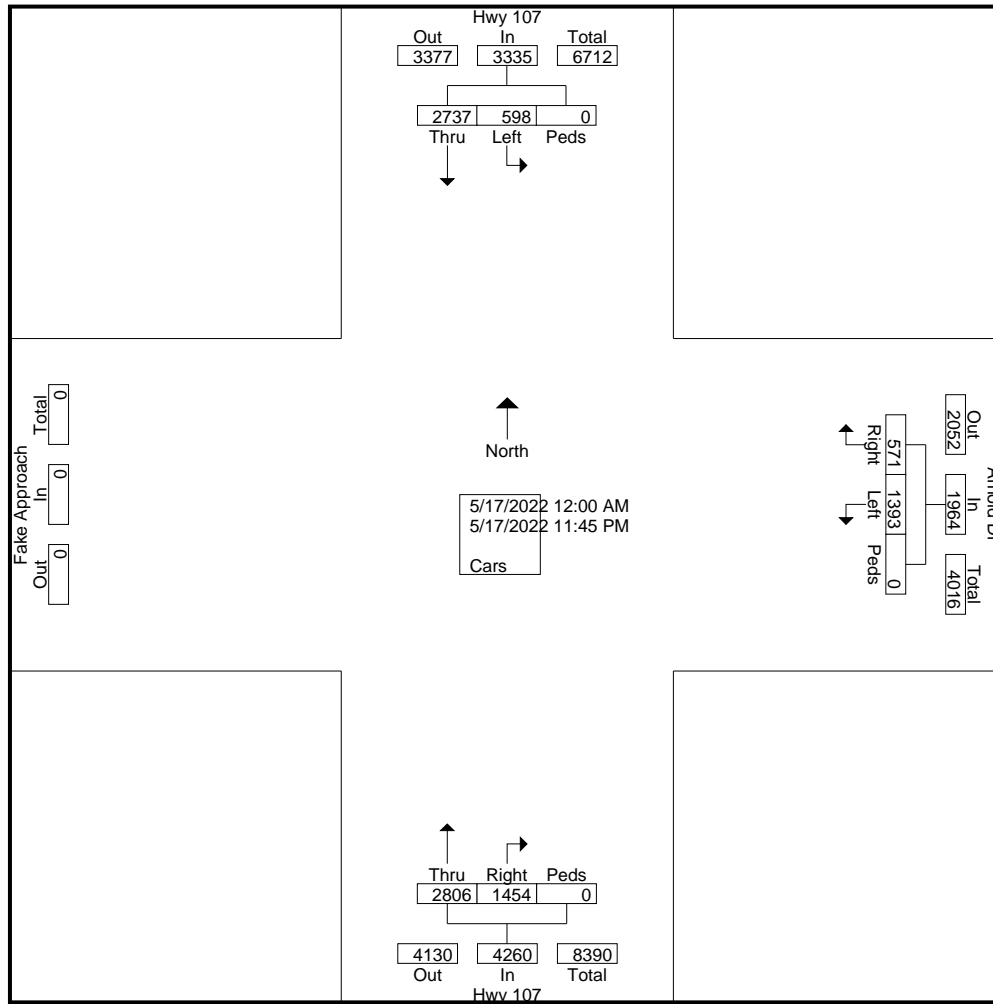 Hwy 107
Out In Total
3377 3335 6712
2737 598 0
Thru Left Peds
Fake Approach
Total In Out
0 0 0
North
5/17/2022 12:00 AM
5/17/2022 11:45 PM
Cars
Out In Total
2052 1964 4016
571 1393 0
Right Left Peds
Thru Right Peds
2806 1454 0
4130 4260 8390
Out In Total
Hwy 107